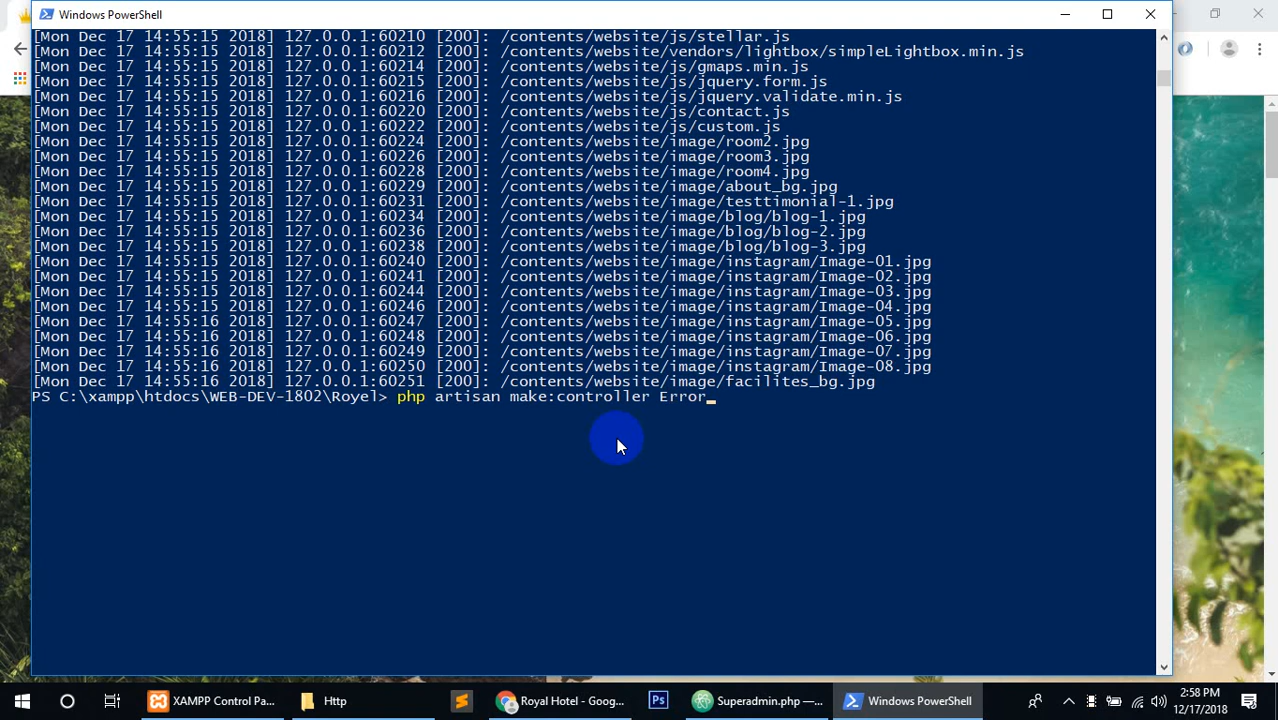 Windows PowerShell
[Mon Dec 17 14:55:15 2018] 127.0.0.1:60210 [200]: /contents/website/js/stellar.js
[Mon Dec 17 14:55:15 2018] 127.0.0.1:60212 [200]: /contents/website/vendors/lightbox/simpleLightbox.min.js
[Mon Dec 17 14:55:15 2018] 127.0.0.1:60214 [200]: /contents/website/js/gmaps.min.js
[Mon Dec 17 14:55:15 2018] 127.0.0.1:60215 [200]: /contents/website/js/jquery.form.js
[Mon Dec 17 14:55:15 2018] 127.0.0.1:60216 [200]: /contents/website/js/jquery.validate.min.js
[Mon Dec 17 14:55:15 2018] 127.0.0.1:60220 [200]: /contents/website/js/contact.js
[Mon Dec 17 14:55:15 2018] 127.0.0.1:60222 [200]: /contents/website/js/custom.js
[Mon Dec 17 14:55:15 2018] 127.0.0.1:60224 [200]: /contents/website/image/room2.jpg
[Mon Dec 17 14:55:15 2018] 127.0.0.1:60226 [200]: /contents/website/image/room3.jpg
[Mon Dec 17 14:55:15 2018] 127.0.0.1:60228 [200]: /contents/website/image/room4.jpg
[Mon Dec 17 14:55:15 2018] 127.0.0.1:60229 [200]: /contents/website/image/about_bg.jpg
[Mon Dec 17 14:55:15 2018] 127.0.0.1:60231 [200]: /contents/website/image/testtimonial-1.jpg
[Mon Dec 17 14:55:15 2018] 127.0.0.1:60234 [200]: /contents/website/image/blog/blog-1.jpg
[Mon Dec 17 14:55:15 2018] 127.0.0.1:60236 [200]: /contents/website/image/blog/blog-2.jpg
[Mon Dec 17 14:55:15 2018] 127.0.0.1:60238 [200]: /contents/website/image/blog/blog-3.jpg
[Mon Dec 17 14:55:15 2018] 127.0.0.1:60240 [200]: /contents/website/image/instagram/Image-01.jpg
[Mon Dec 17 14:55:15 2018] 127.0.0.1:60241 [200]: /contents/website/image/instagram/Image-02.jpg
[Mon Dec 17 14:55:15 2018] 127.0.0.1:60244 [200]: /contents/website/image/instagram/Image-03.jpg
[Mon Dec 17 14:55:15 2018] 127.0.0.1:60246 [200]: /contents/website/image/instagram/Image-04.jpg
[Mon Dec 17 14:55:16 2018] 127.0.0.1:60247 [200]: /contents/website/image/instagram/Image-05.jpg
[Mon Dec 17 14:55:16 2018] 127.0.0.1:60248 [200]: /contents/website/image/instagram/Image-06.jpg
[Mon Dec 17 14:55:16 2018] 127.0.0.1:60249 [200]: /contents/website/image/instagram/Image-07.jpg
[Mon Dec 17 14:55:16 2018] 127.0.0.1:60250 [200]: /contents/website/image/instagram/Image-08.jpg
[Mon Dec 17 14:55:16 2018] 127.0.0.1:60251 [200]: /contents/website/image/facilites_bg.jpg
PS C:\xampp\htdocs\WEB-DEV-1802\Royel> php artisan make:controller Error_
XAMPP Control Pa... Http Royal Hotel - Goog... Ps Superadmin.php —... Windows PowerShell 2:58 PM
12/17/2018